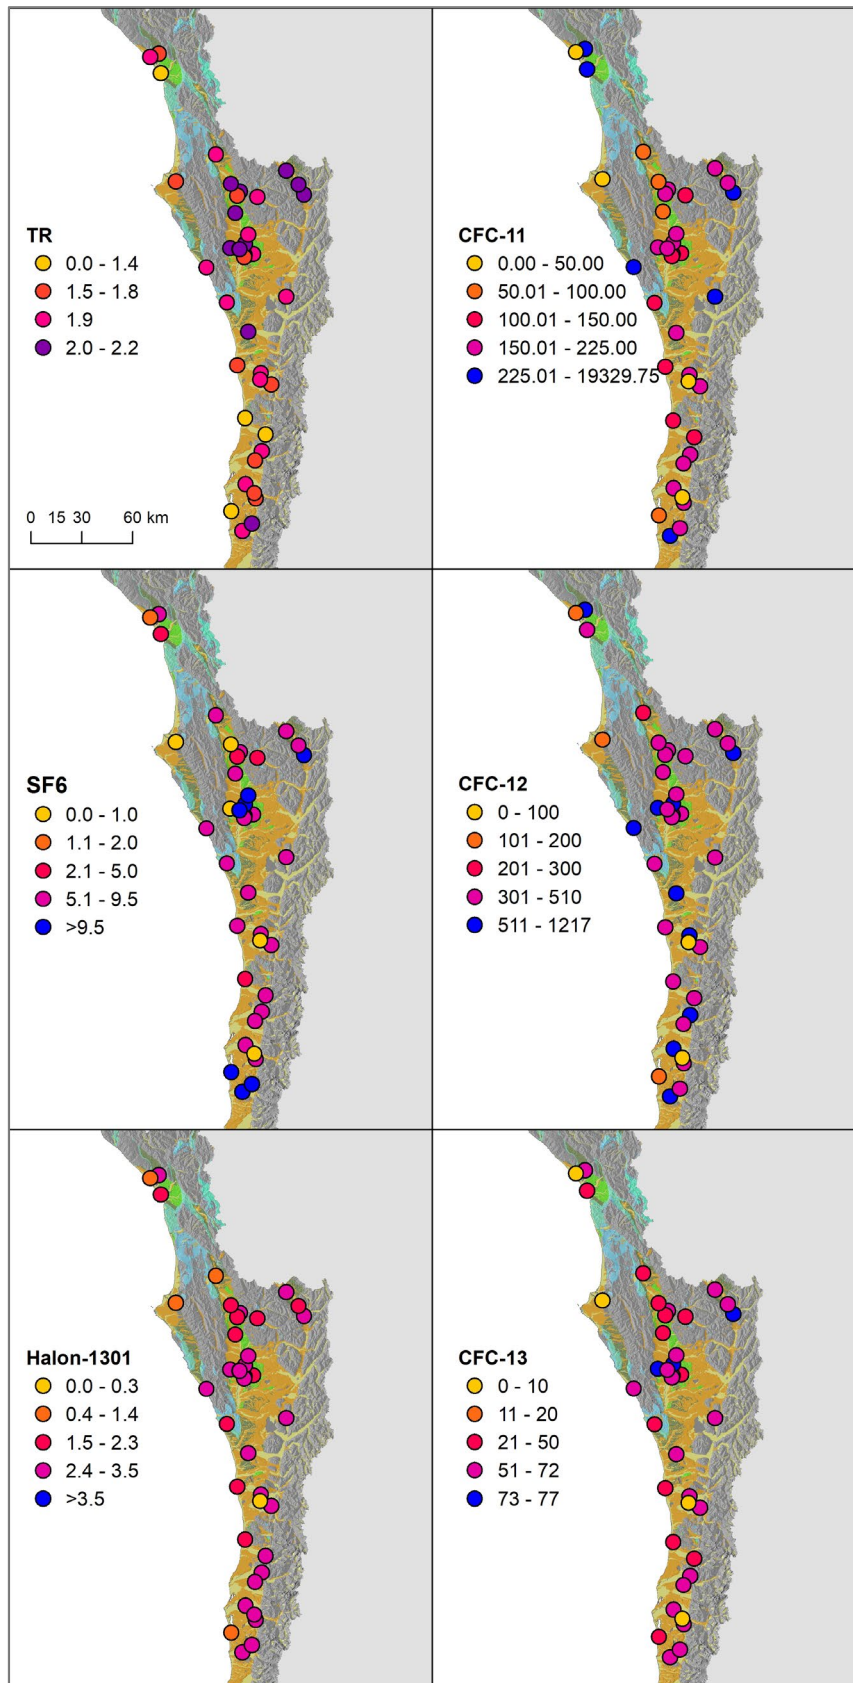 TR
0.0 - 1.4
1.5 - 1.8
1.9
2.0 - 2.2
0 15 30 60 km
CFC-11
0.00 - 50.00
50.01 - 100.00
100.01 - 150.00
150.01 - 225.00
225.01 - 19329.75
SF6
0.0 - 1.0
1.1 - 2.0
2.1 - 5.0
5.1 - 9.5
>9.5
CFC-12
0 - 100
101 - 200
201 - 300
301 - 510
511 - 1217
Halon-1301
0.0 - 0.3
0.4 - 1.4
1.5 - 2.3
2.4 - 3.5
>3.5
CFC-13
0 - 10
11 - 20
21 - 50
51 - 72
73 - 77